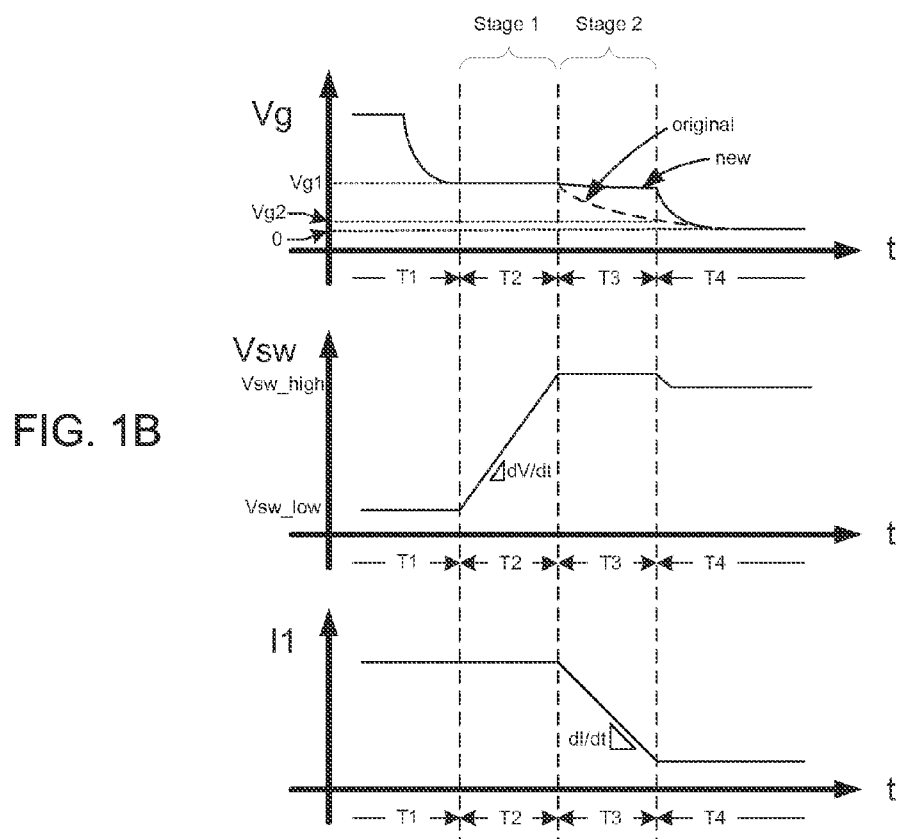 Stage 1 Stage 2
Vg
original
new
Vg1
Vg2
0
t
T1 T2 T3 T4
Vsw
Vsw_high
dV/dt
Vsw_low
t
T1 T2 T3 T4
FIG. 1B
I1
dI/dt
t
T1 T2 T3 T4